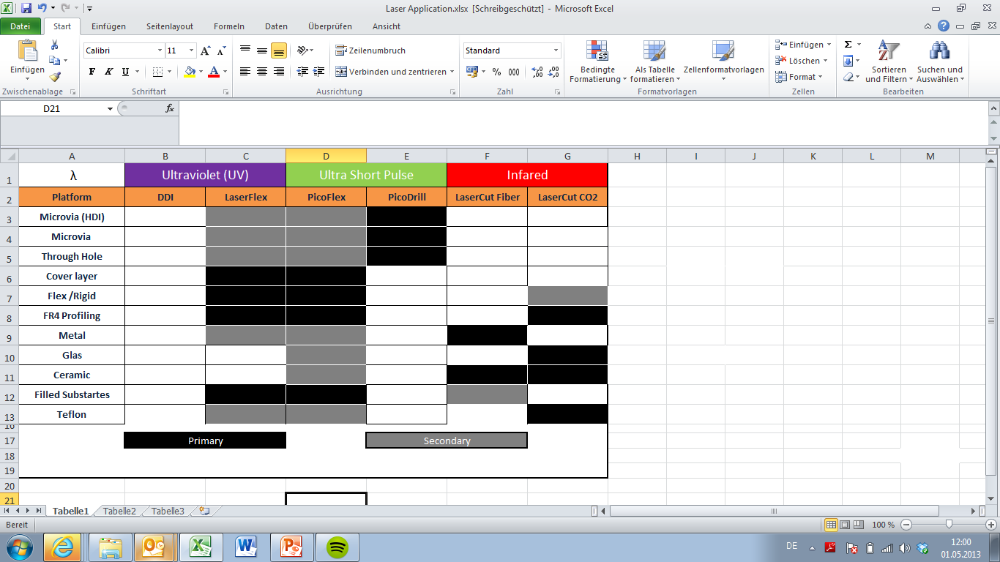 Laser Application.xlsx [Schreibgeschützt] - Microsoft Excel
Datei Start Einfügen Seitenlayout Formeln Daten Überprüfen Ansicht
Einfügen
Zwischenablage
Calibri 11
F K U
Schriftart
Zeilenumbruch
Verbinden und zentrieren
Ausrichtung
Standard
% 000
Zahl
Bedingte Formatierung
Als Tabelle formatieren
Zellenformatvorlagen
Formatvorlagen
Einfügen
Löschen
Format
Zellen
Sortieren und Filtern
Suchen und Auswählen
Bearbeiten
D21 fx
A B C D E F G H I J K L M
1 λ Ultraviolet (UV) Ultra Short Pulse Infared
2 Platform DDI LaserFlex PicoFlex PicoDrill LaserCut Fiber LaserCut CO2
3 Microvia (HDI)
4 Microvia
5 Through Hole
6 Cover layer
7 Flex /Rigid
8 FR4 Profiling
9 Metal
10 Glas
11 Ceramic
12 Filled Substartes
13 Teflon
16
17 Primary Secondary
18
19
20
21
Tabelle1 Tabelle2 Tabelle3
Bereit 100 %
DE 12:00
01.05.2013